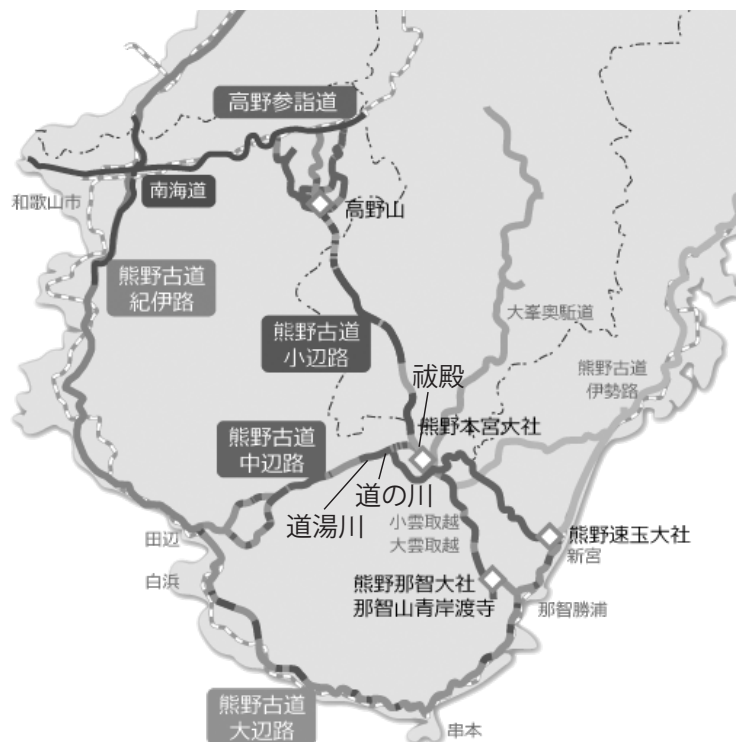 高野参詣道
南海道
和歌山市
高野山
熊野古道
紀伊路
大峯奥駈道
熊野古道
小辺路
熊野古道
伊勢路
祓殿
熊野本宮大社
熊野古道
中辺路
道の川
道湯川
小雲取越
大雲取越
田辺
熊野速玉大社
新宮
白浜
熊野那智大社
那智山青岸渡寺
那智勝浦
熊野古道
大辺路
串本